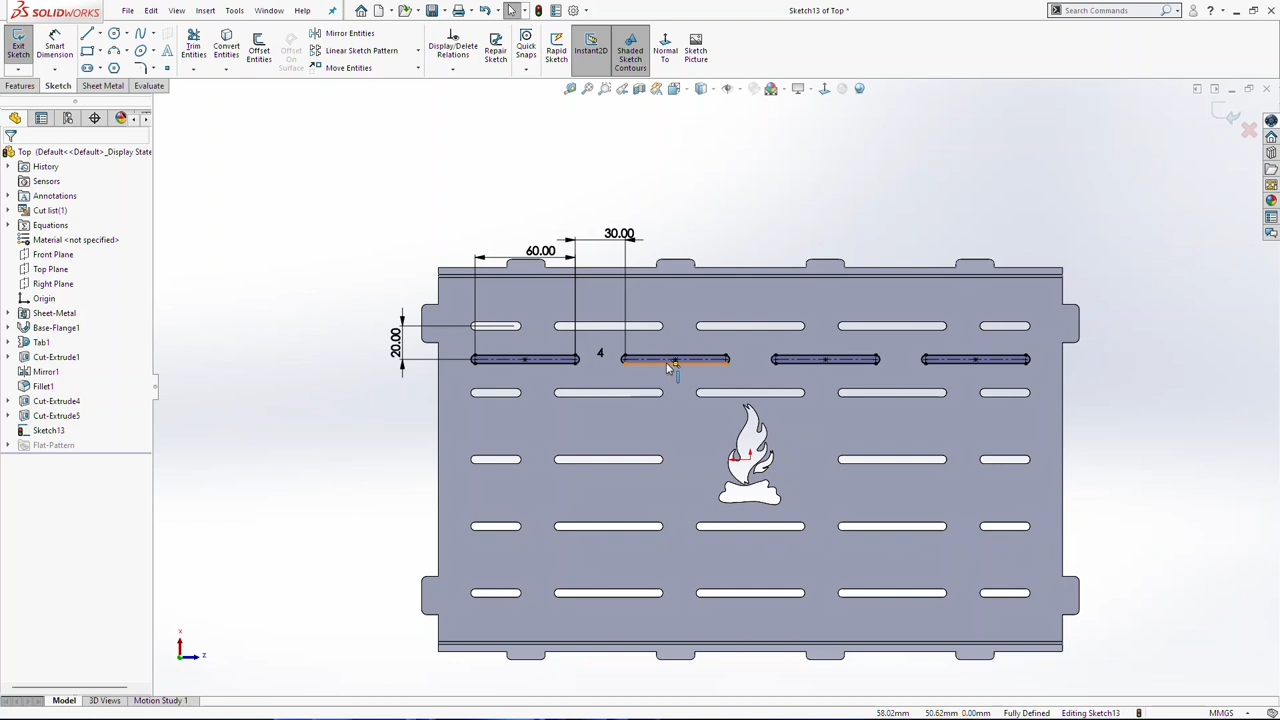 SOLIDWORKS File Edit View Insert Tools Window Sketch13 of Top * Search Commands
Exit Sketch Smart Dimension Trim Entities Convert Entities Offset Entities Offset On Surface Mirror Entities Linear Sketch Pattern Move Entities Display/Delete Relations Repair Sketch Quick Snaps Rapid Sketch Instant2D Shaded Sketch Contours Normal To Sketch Picture
Features Sketch Sheet Metal Evaluate
Top (Default<<Default>_Display State
History
Sensors
Annotations
Cut list(1)
Equations
Material <not specified>
Front Plane
Top Plane
Right Plane
Origin
Sheet-Metal
Base-Flange1
Tab1
Cut-Extrude1
Mirror1
Fillet1
Cut-Extrude4
Cut-Extrude5
Sketch13
Flat-Pattern
30.00
60.00
20.00
4
x
z
Model 3D Views Motion Study 1
58.02mm 50.62mm 0.00mm Fully Defined Editing Sketch13 MMGS